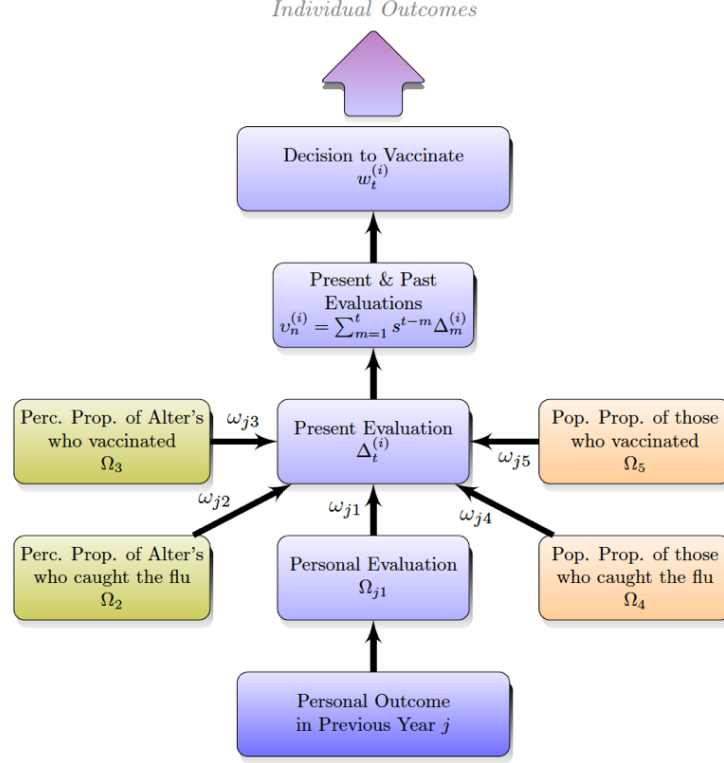 Individual Outcomes
Decision to Vaccinate
w_t^{(i)}
Present & Past
Evaluations
υ_n^{(i)} = ∑_{m=1}^{t} s^{t−m} Δ_m^{(i)}
Perc. Prop. of Alter's
who vaccinated
Ω_3
ω_{j3}
Present Evaluation
Δ_t^{(i)}
ω_{j5}
Pop. Prop. of those
who vaccinated
Ω_5
ω_{j2}
ω_{j1}
ω_{j4}
Perc. Prop. of Alter's
who caught the flu
Ω_2
Personal Evaluation
Ω_{j1}
Pop. Prop. of those
who caught the flu
Ω_4
Personal Outcome
in Previous Year j